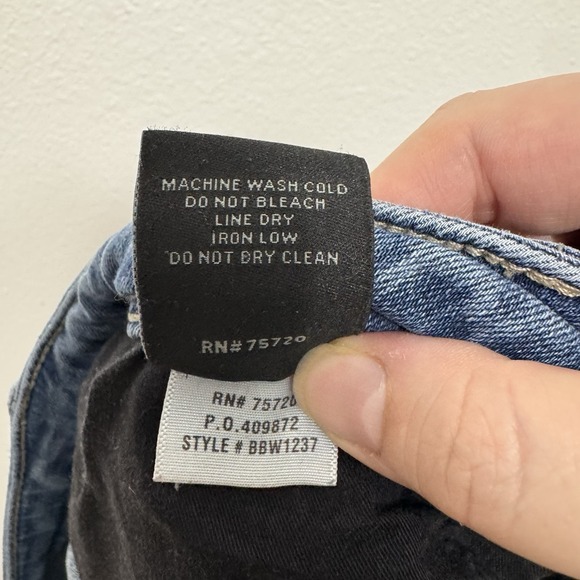 MACHINE WASH COLD
DO NOT BLEACH
LINE DRY
IRON LOW
DO NOT DRY CLEAN
RN# 75720
RN# 75720
P.O.409872
STYLE # BBW1237